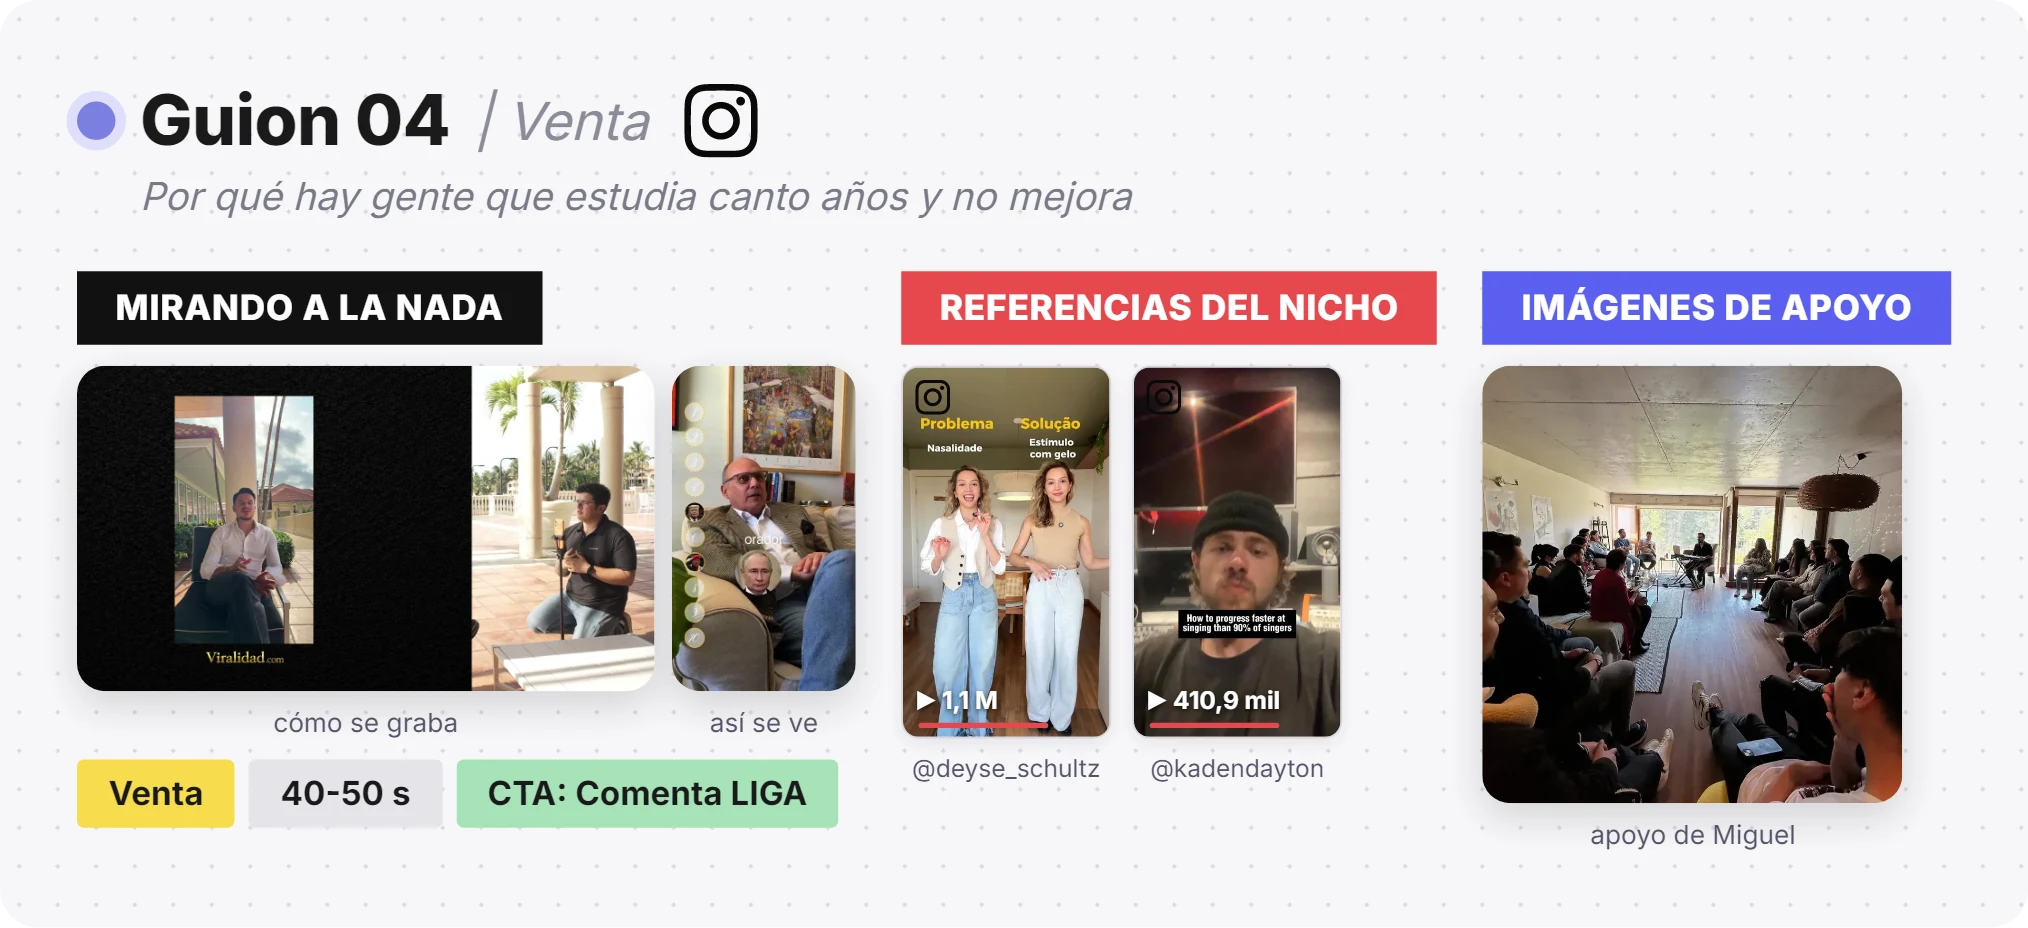 Guion 04 | Venta
Por qué hay gente que estudia canto años y no mejora
MIRANDO A LA NADA
Viralidad.com
cómo se graba
orador
así se ve
Venta
40-50 s
CTA: Comenta LIGA
REFERENCIAS DEL NICHO
Problema
Solução
Nasalidade
Estímulo
com gelo
1,1 M
@deyse_schultz
How to progress faster at
singing than 90% of singers
410,9 mil
@kadendayton
IMÁGENES DE APOYO
apoyo de Miguel